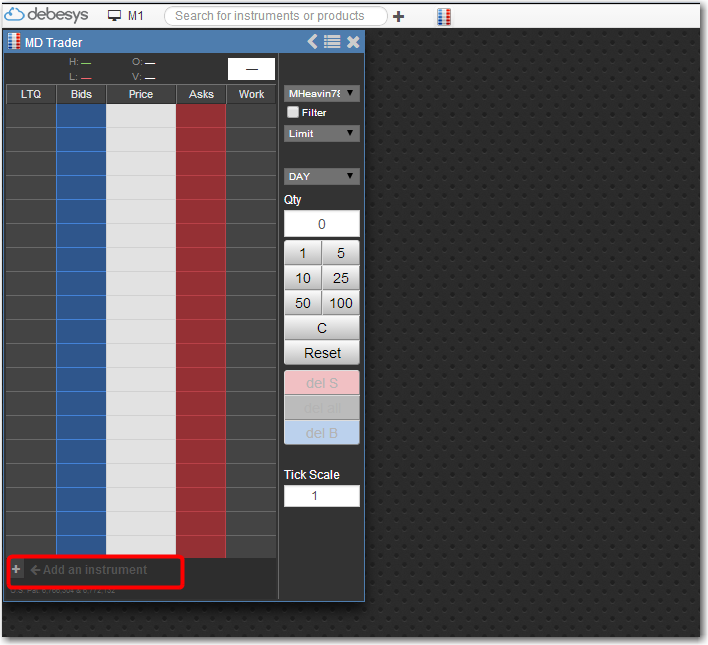 debesys M1 Search for instruments or products
MD Trader
H: — O: —
L: — V: —
—
LTQ Bids Price Asks Work
MHeavin78
Filter
Limit
DAY
Qty
0
1 5
10 25
50 100
C
Reset
del S
del all
del B
Tick Scale
1
+ ← Add an instrument
U.S. Pat.